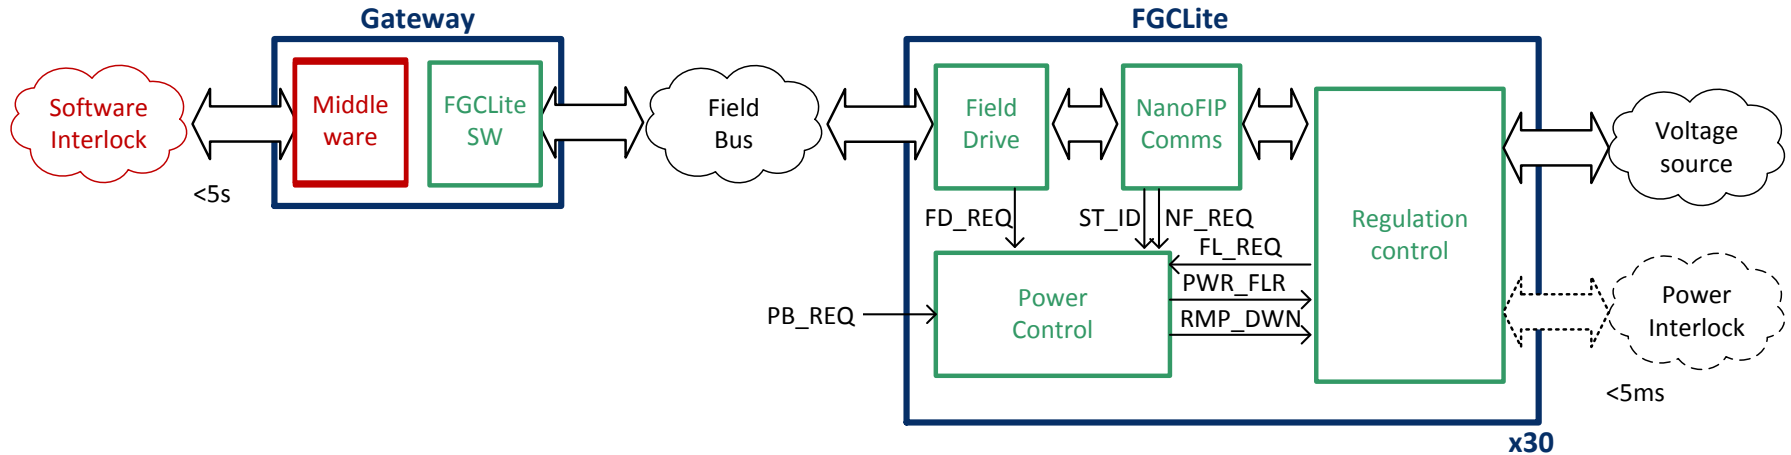 Gateway
FGCLite
Software
Interlock
<5s
Middle
ware
FGCLite
SW
Field
Bus
Field
Drive
NanoFIP
Comms
Regulation
control
Voltage
source
FD_REQ
ST_ID
NF_REQ
FL_REQ
PWR_FLR
RMP_DWN
PB_REQ
Power
Control
Power
Interlock
<5ms
x30